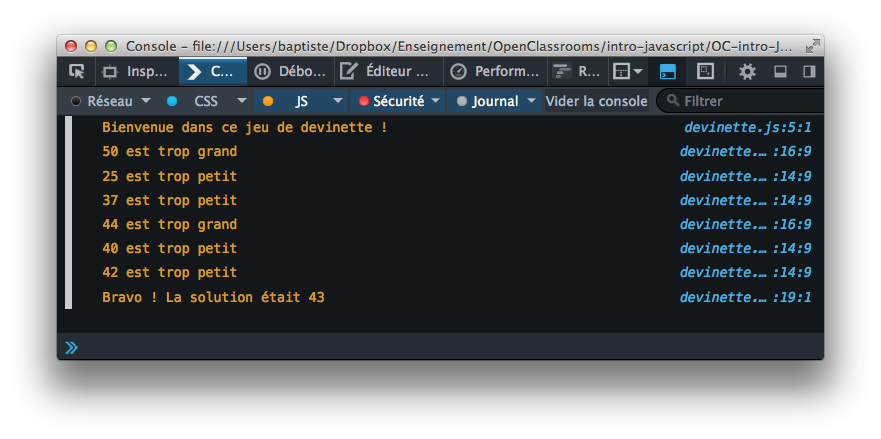 Console – file:///Users/baptiste/Dropbox/Enseignement/OpenClassrooms/intro-javascript/OC-intro-J...
Insp... C... Débo... Éditeur ... Perform... R...
Réseau CSS JS Sécurité Journal Vider la console Filtrer
Bienvenue dans ce jeu de devinette ! devinette.js:5:1
50 est trop grand devinette.… :16:9
25 est trop petit devinette.… :14:9
37 est trop petit devinette.… :14:9
44 est trop grand devinette.… :16:9
40 est trop petit devinette.… :14:9
42 est trop petit devinette.… :14:9
Bravo ! La solution était 43 devinette.… :19:1